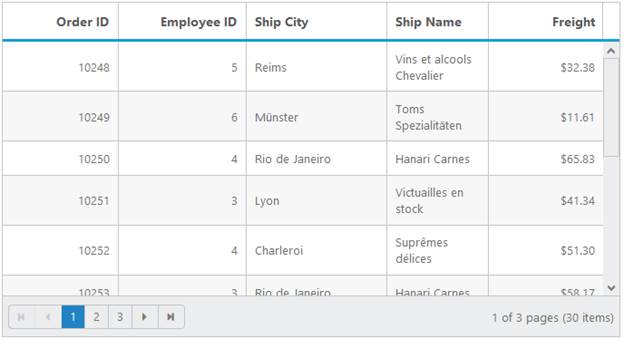 Order ID Employee ID Ship City Ship Name Freight
10248 5 Reims Vins et alcools Chevalier $32.38
10249 6 Münster Toms Spezialitäten $11.61
10250 4 Rio de Janeiro Hanari Carnes $65.83
10251 3 Lyon Victuailles en stock $41.34
10252 4 Charleroi Suprêmes délices $51.30
10253 3 Rio de Janeiro Hanari Carnes $58.17
1 2 3 1 of 3 pages (30 items)